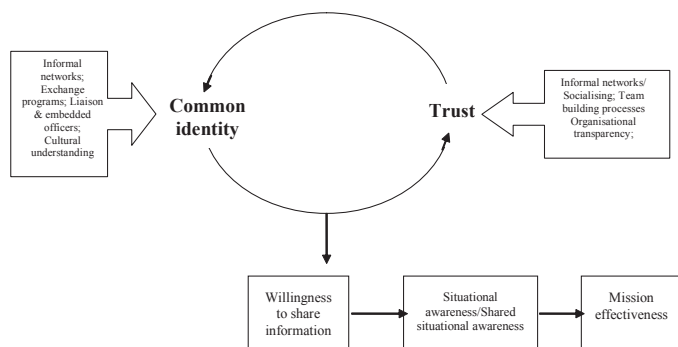 Informal
networks;
Exchange
programs; Liaison
& embedded
officers;
Cultural
understanding
Common
identity
Trust
Informal networks/
Socialising; Team
building processes
Organisational
transparency;
Willingness
to share
information
Situational
awareness/Shared
situational awareness
Mission
effectiveness